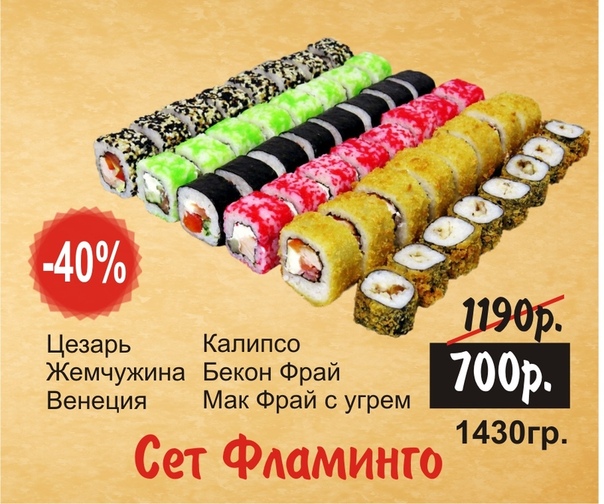 -40%
1190р.
700р.
1430гр.
Цезарь
Жемчужина
Венеция
Калипсо
Бекон Фрай
Мак Фрай с угрем
Сет Фламинго